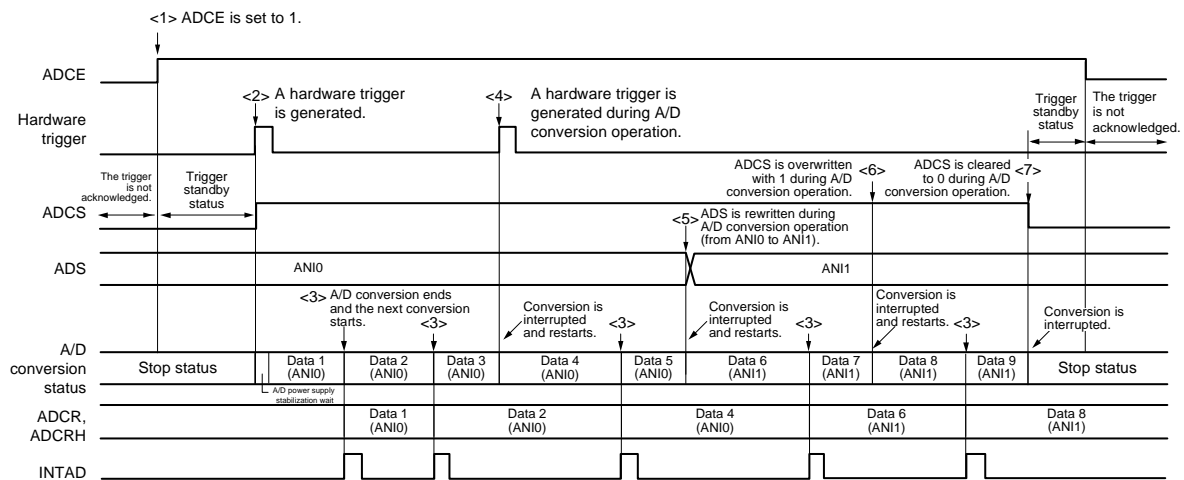 <1> ADCE is set to 1.
ADCE
<2> A hardware trigger
is generated.
<4> A hardware trigger is
generated during A/D
conversion operation.
Trigger
standby
status
The trigger
is not
acknowledged.
Hardware
trigger
The trigger
is not
acknowledged.
Trigger
standby
status
ADCS is overwritten
with 1 during A/D
conversion operation.
<6>
ADCS is cleared
to 0 during A/D
conversion operation.
<7>
ADCS
<5> ADS is rewritten during
A/D conversion operation
(from ANI0 to ANI1).
ADS
ANI0
ANI1
<3> A/D conversion ends
and the next conversion
starts.
<3>
Conversion is
interrupted
and restarts.
<3>
Conversion is
interrupted
and restarts.
<3>
Conversion is
interrupted
and restarts.
<3>
Conversion is
interrupted.
A/D
conversion
status
Stop status
A/D power supply
stabilization wait
Data 1
(ANI0)
Data 2
(ANI0)
Data 3
(ANI0)
Data 4
(ANI0)
Data 5
(ANI0)
Data 6
(ANI1)
Data 7
(ANI1)
Data 8
(ANI1)
Data 9
(ANI1)
Stop status
ADCR,
ADCRH
Data 1
(ANI0)
Data 2
(ANI0)
Data 4
(ANI0)
Data 6
(ANI1)
Data 8
(ANI1)
INTAD